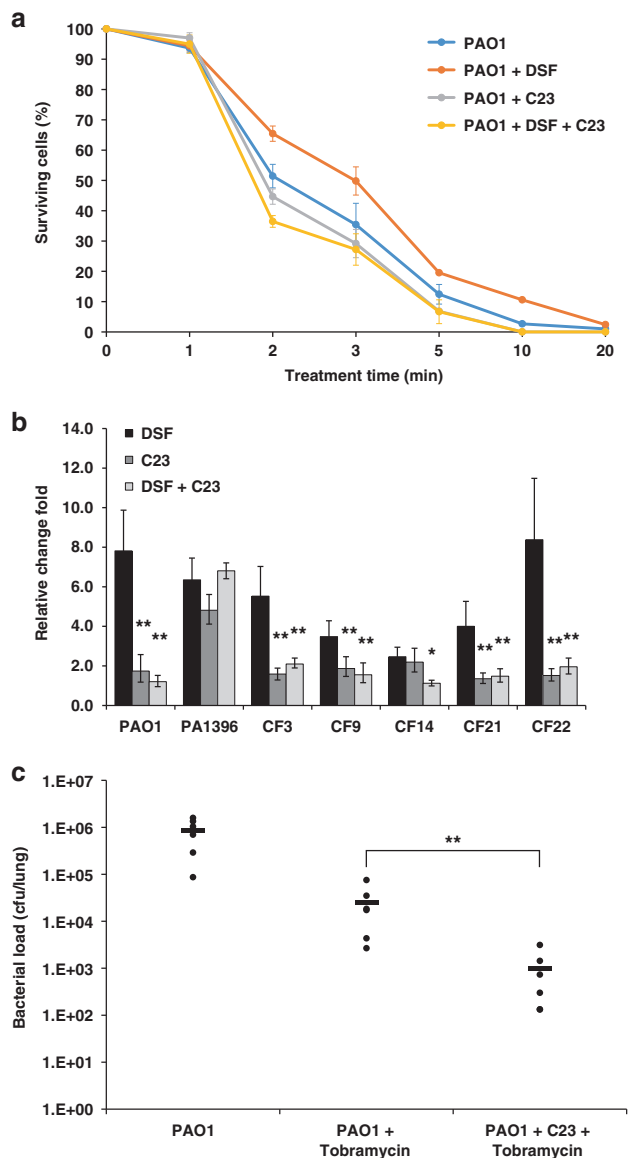 a
100
90
80
70
60
50
40
30
20
10
0
Surviving cells (%)
PAO1
PAO1 + DSF
PAO1 + C23
PAO1 + DSF + C23
0 1 2 3 5 10 20
Treatment time (min)
b
14.0
12.0
10.0
8.0
6.0
4.0
2.0
0.0
Relative change fold
DSF
C23
DSF + C23
** ** ** ** ** ** * ** ** ** **
PAO1 PA1396 CF3 CF9 CF14 CF21 CF22
c
1.E+07
1.E+06
1.E+05
1.E+04
1.E+03
1.E+02
1.E+01
1.E+00
Bacterial load (cfu/lung)
**
PAO1 PAO1 + PAO1 + C23 +
Tobramycin Tobramycin